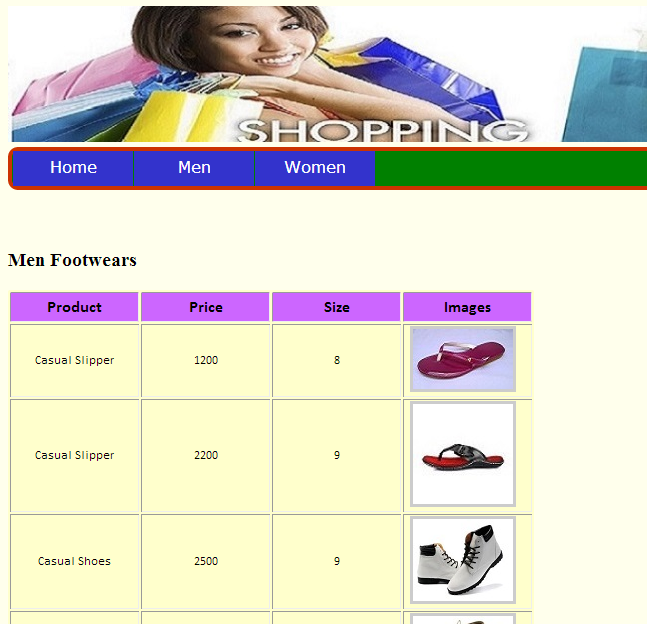 SHOPPING
Home Men Women
Men Footwears
Product Price Size Images
Casual Slipper 1200 8
Casual Slipper 2200 9
Casual Shoes 2500 9